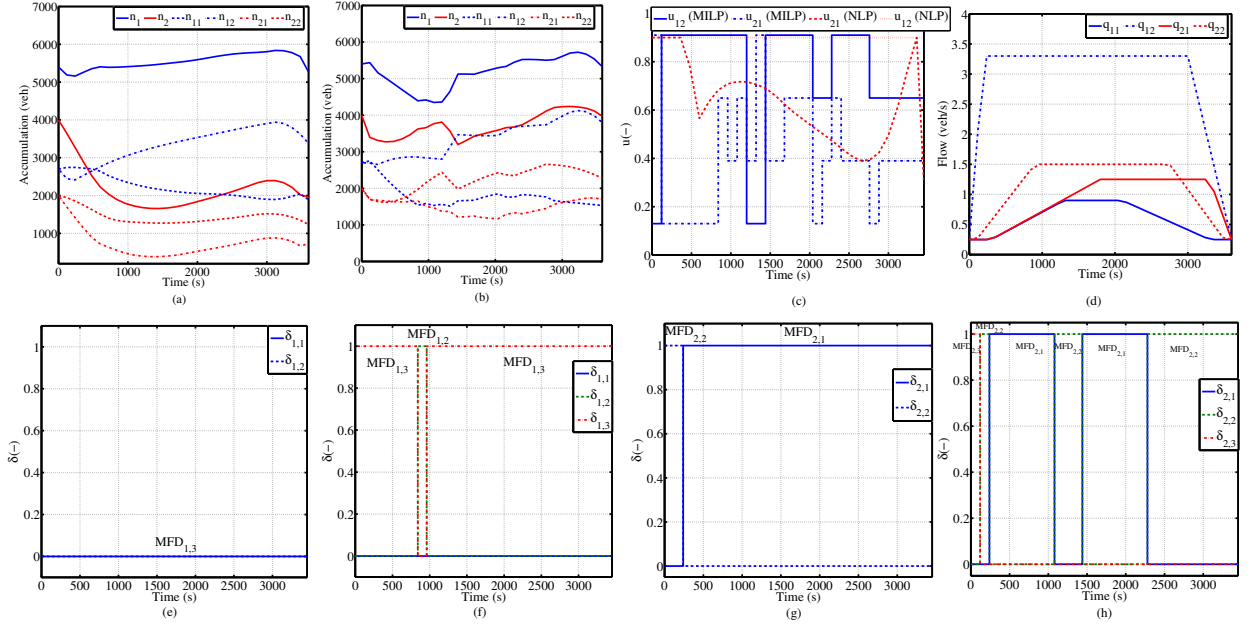 n1 n2 n11 n12 n21 n22
7000
6000
5000
4000
3000
2000
1000
0
Accumulation (veh)
0 1000 2000 3000
Time (s)
(a)
n1 n2 n11 n12 n21 n22
7000
6000
5000
4000
3000
2000
1000
0
Accumulation (veh)
0 1000 2000 3000
Time (s)
(b)
u12 (MILP) u21 (MILP) u21 (NLP) u12 (NLP)
1
0.8
0.6
0.4
0.2
0
u(−)
0 500 1000 1500 2000 2500 3000
Time (s)
(c)
q11 q12 q21 q22
4
3.5
3
2.5
2
1.5
1
0.5
0
Flow (veh/s)
0 1000 2000 3000
Time (s)
(d)
δ1,1
δ1,2
1
0.8
0.6
0.4
0.2
0
δ(−)
MFD1,3
0 500 1000 1500 2000 2500 3000
Time (s)
(e)
MFD1,2
MFD1,3 MFD1,3
δ1,1
δ1,2
δ1,3
1
0.8
0.6
0.4
0.2
0
δ(−)
0 500 1000 1500 2000 2500 3000
Time (s)
(f)
MFD2,2 MFD2,1
δ2,1
δ2,2
1
0.8
0.6
0.4
0.2
0
δ(−)
0 500 1000 1500 2000 2500 3000
Time (s)
(g)
MFD2,2
MFD2,1 MFD2,2 MFD2,1 MFD2,2
δ2,1
δ2,2
δ2,3
1
0.8
0.6
0.4
0.2
0
δ(−)
0 500 1000 1500 2000 2500 3000
Time (s)
(h)